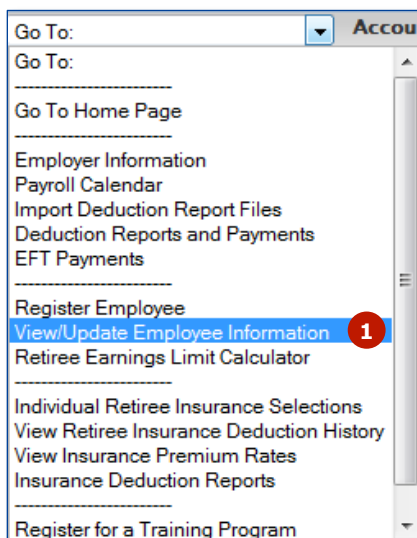 Go To:
Accou
Go To:
------------------------
Go To Home Page
------------------------
Employer Information
Payroll Calendar
Import Deduction Report Files
Deduction Reports and Payments
EFT Payments
------------------------
Register Employee
View/Update Employee Information 1
Retiree Earnings Limit Calculator
------------------------
Individual Retiree Insurance Selections
View Retiree Insurance Deduction History
View Insurance Premium Rates
Insurance Deduction Reports
------------------------
Register for a Training Program